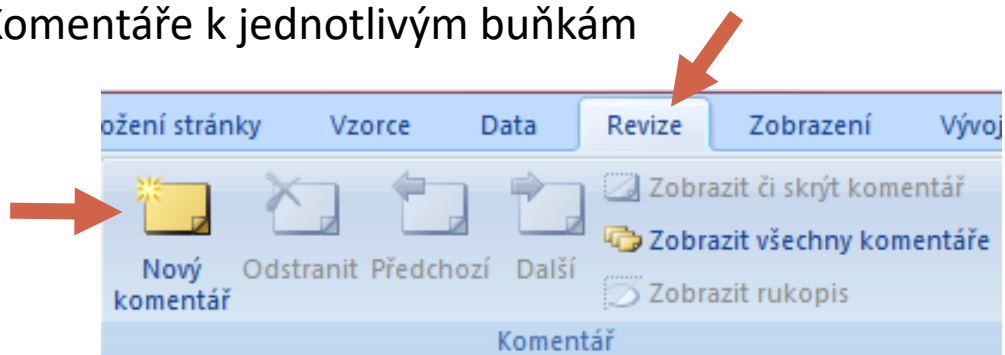 Komentáře k jednotlivým buňkám
ožení stránky Vzorce Data Revize Zobrazení Vývoj
Nový komentář
Odstranit
Předchozí
Další
Zobrazit či skrýt komentář
Zobrazit všechny komentáře
Zobrazit rukopis
Komentář